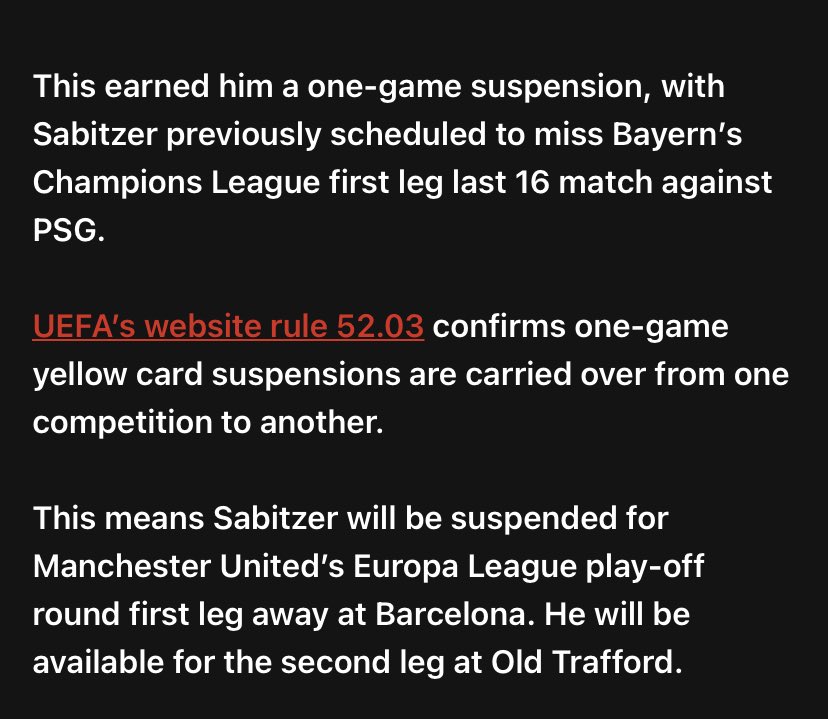 This earned him a one-game suspension, with
Sabitzer previously scheduled to miss Bayern’s
Champions League first leg last 16 match against
PSG.
UEFA’s website rule 52.03 confirms one-game
yellow card suspensions are carried over from one
competition to another.
This means Sabitzer will be suspended for
Manchester United’s Europa League play-off
round first leg away at Barcelona. He will be
available for the second leg at Old Trafford.